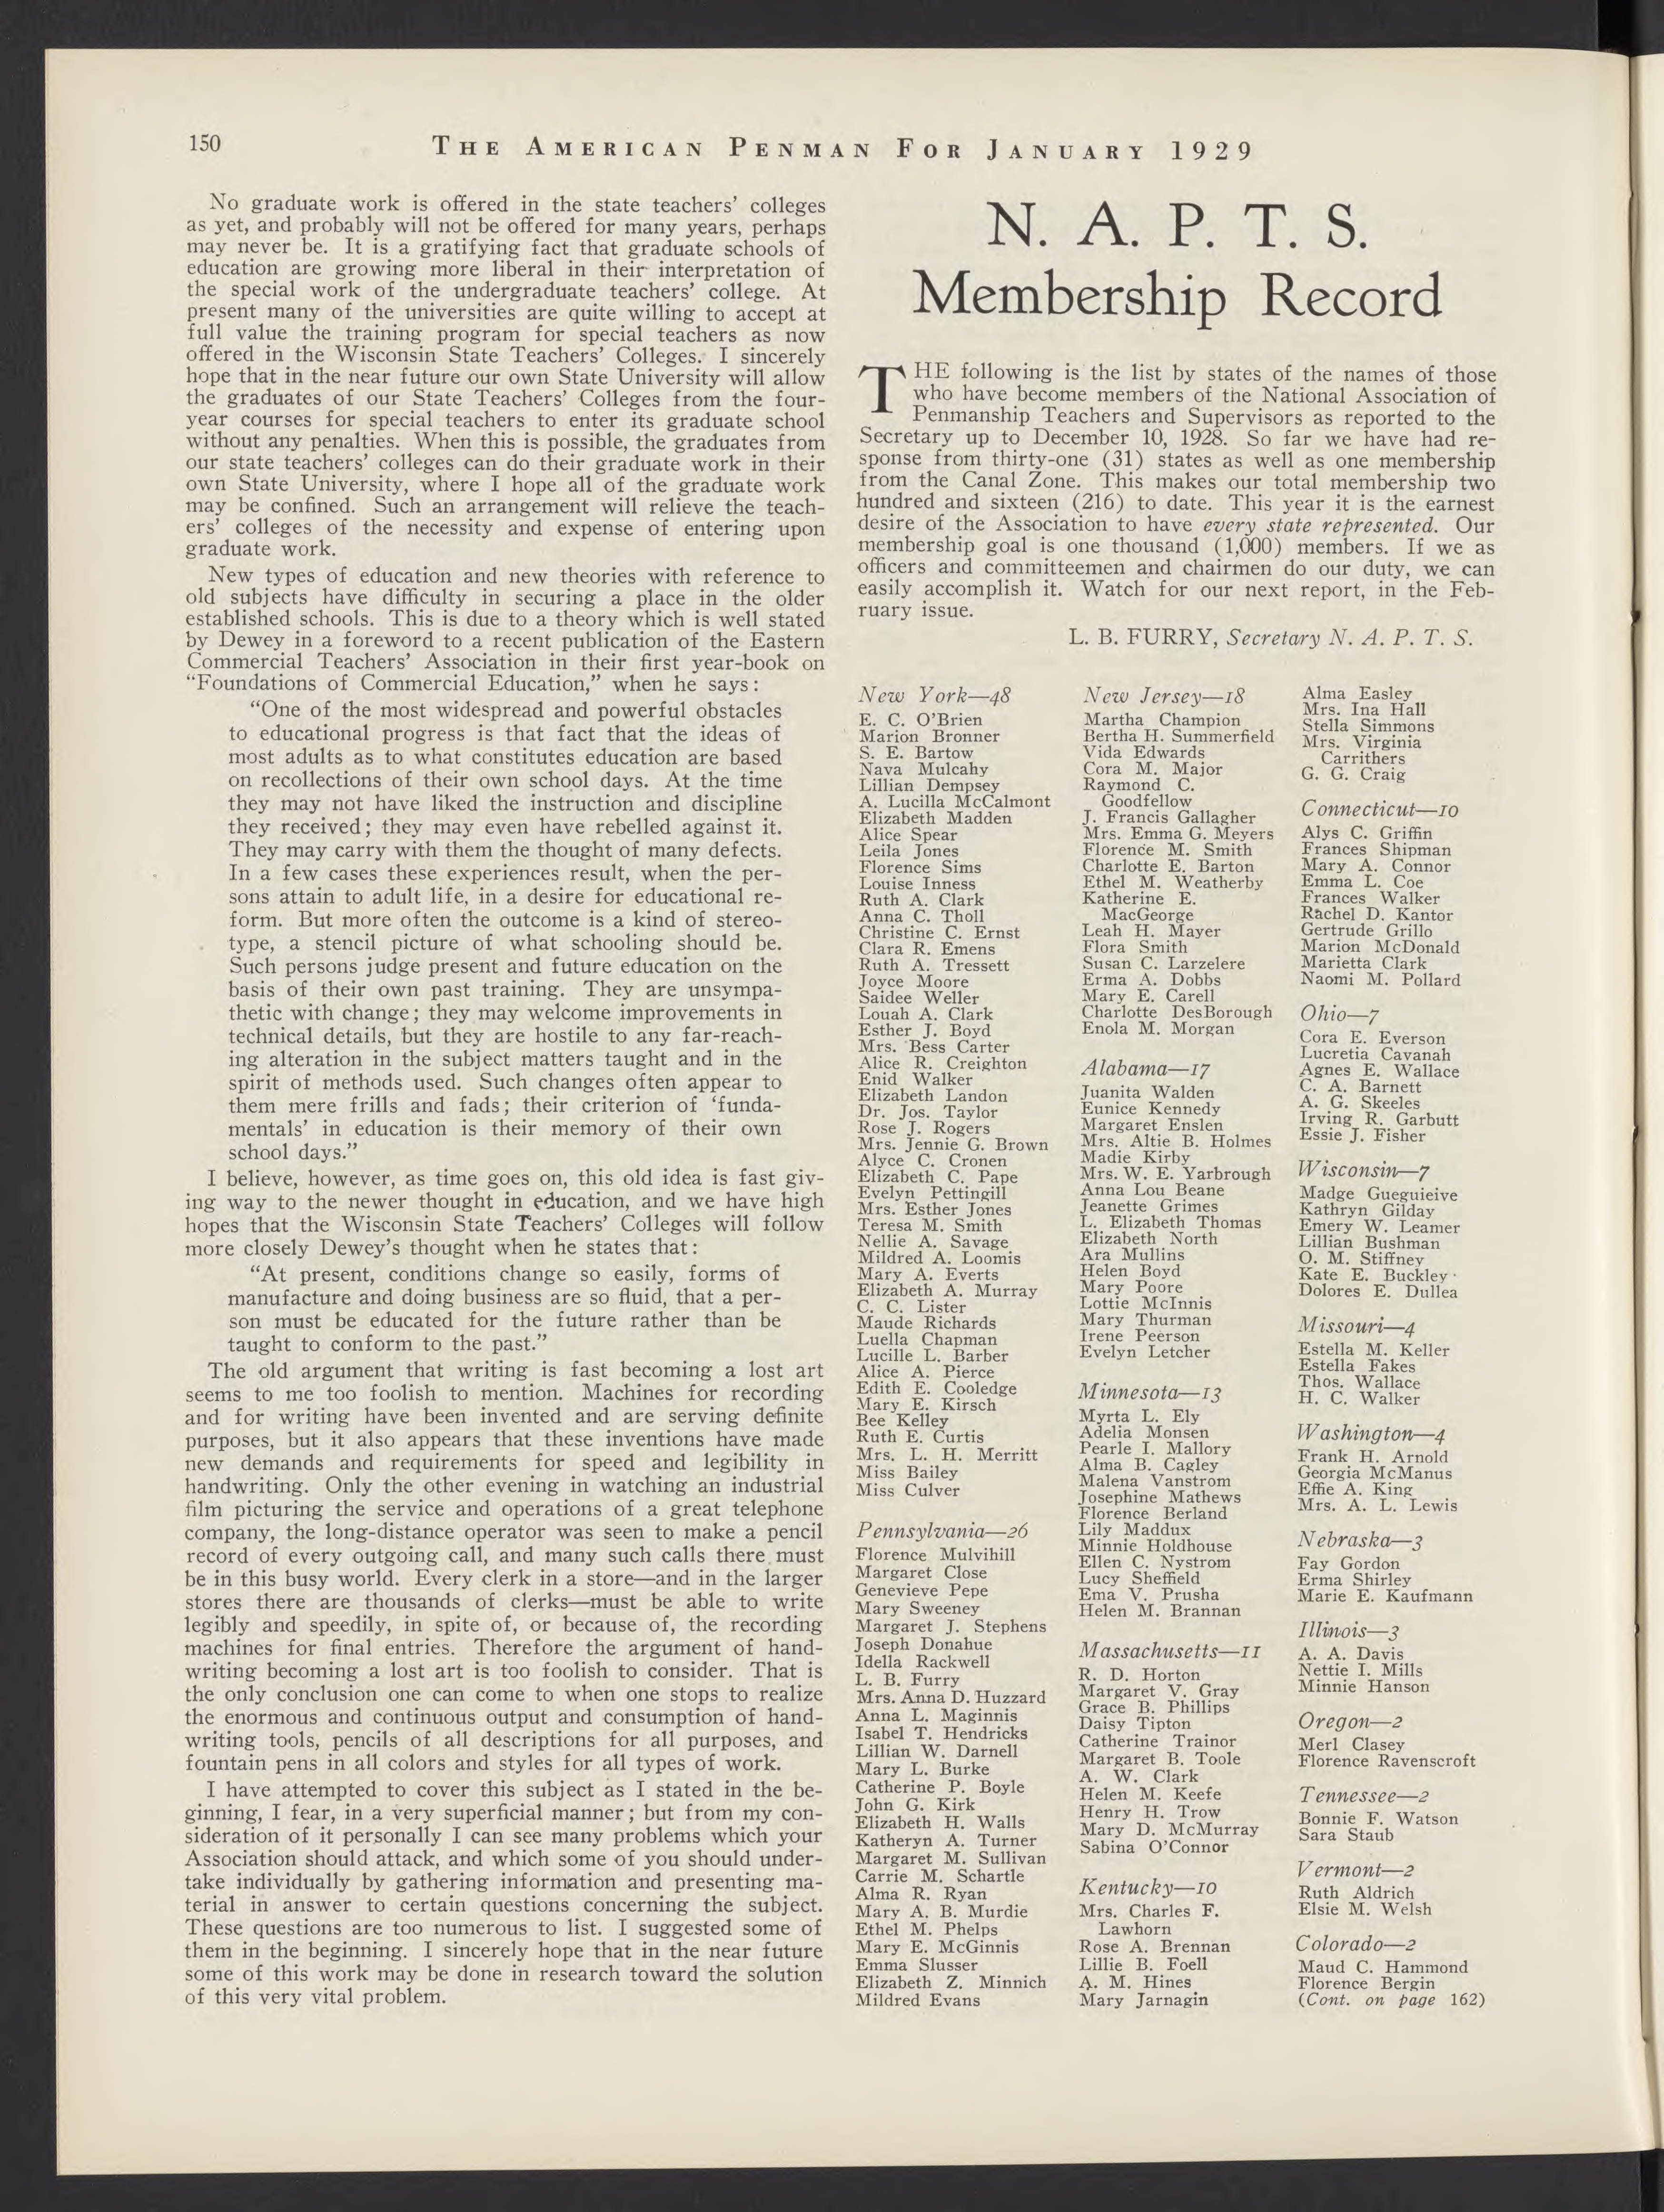 150
THE AMERICAN PENMAN FOR JANUARY 1929
No graduate work is offered in the state teachers' colleges
as yet, and probably will not be offered for many years, perhaps
may never be. It is a gratifying fact that graduate schools of
education are growing more liberal in their interpretation of
the special work of the undergraduate teachers' college. At
present many of the universities are quite willing to accept at
full value the training program for special teachers as now
offered in the Wisconsin State Teachers' Colleges. I sincerely
hope that in the near future our own State University will allow
the graduates of our State Teachers' Colleges from the four-
year courses for special teachers to enter its graduate school
without any penalties. When this is possible, the graduates from
our state teachers' colleges can do their graduate work in their
own State University, where I hope all of the graduate work
may be confined. Such an arrangement will relieve the teach-
ers' colleges of the necessity and expense of entering upon
graduate work.
New types of education and new theories with reference to
old subjects have difficulty in securing a place in the older
established schools. This is due to a theory which is well stated
by Dewey in a foreword to a recent publication of the Eastern
Commercial Teachers' Association in their first year-book on
"Foundations of Commercial Education," when he says:
"One of the most widespread and powerful obstacles
to educational progress is that fact that the ideas of
most adults as to what constitutes education are based
on recollections of their own school days. At the time
they may not have liked the instruction and discipline
they received; they may even have rebelled against it.
They may carry with them the thought of many defects.
In a few cases these experiences result, when the per-
sons attain to adult life, in a desire for educational re-
form. But more often the outcome is a kind of stereo-
type, a stencil picture of what schooling should be.
Such persons judge present and future education on the
basis of their own past training. They are unsympa-
thetic with change; they may welcome improvements in
technical details, but they are hostile to any far-reach-
ing alteration in the subject matters taught and in the
spirit of methods used. Such changes often appear to
them mere frills and fads; their criterion of 'funda-
mentals' in education is their memory of their own
school days."
I believe, however, as time goes on, this old idea is fast giv-
ing way to the newer thought in education, and we have high
hopes that the Wisconsin State Teachers' Colleges will follow
more closely Dewey's thought when he states that:
"At present, conditions change so easily, forms of
manufacture and doing business are so fluid, that a per-
son must be educated for the future rather than be
taught to conform to the past."
The old argument that writing is fast becoming a lost art
seems to me too foolish to mention. Machines for recording
and for writing have been invented and are serving definite
purposes, but it also appears that these inventions have made
new demands and requirements for speed and legibility in
handwriting. Only the other evening in watching an industrial
film picturing the service and operations of a great telephone
company, the long-distance operator was seen to make a pencil
record of every outgoing call, and many such calls there must
be in this busy world. Every clerk in a store—and in the larger
stores there are thousands of clerks—must be able to write
legibly and speedily, in spite of, or because of, the recording
machines for final entries. Therefore the argument of hand-
writing becoming a lost art is too foolish to consider. That is
the only conclusion one can come to when one stops to realize
the enormous and continuous output and consumption of hand-
writing tools, pencils of all descriptions for all purposes, and
fountain pens in all colors and styles for all types of work.
I have attempted to cover this subject as I stated in the be-
ginning, I fear, in a very superficial manner; but from my con-
sideration of it personally I can see many problems which your
Association should attack, and which some of you should under-
take individually by gathering information and presenting ma-
terial in answer to certain questions concerning the subject.
These questions are too numerous to list. I suggested some of
them in the beginning. I sincerely hope that in the near future
some of this work may be done in research toward the solution
of this very vital problem.
N. A. P. T. S.
Membership Record
THE following is the list by states of the names of those
who have become members of the National Association of
Penmanship Teachers and Supervisors as reported to the
Secretary up to December 10, 1928. So far we have had re-
sponse from thirty-one (31) states as well as one membership
from the Canal Zone. This makes our total membership two
hundred and sixteen (216) to date. This year it is the earnest
desire of the Association to have every state represented. Our
membership goal is one thousand (1,000) members. If we as
officers and committeemen and chairmen do our duty, we can
easily accomplish it. Watch for our next report, in the Feb-
ruary issue.
L. B. FURRY, Secretary N. A. P. T. S.
New York—48
E. C. O'Brien
Marion Bronner
S. E. Bartow
Nava Mulcahy
Lillian Dempsey
A. Lucilla McCalmont
Elizabeth Madden
Alice Spear
Leila Jones
Florence Sims
Louise Inness
Ruth A. Clark
Anna C. Tholl
Christine C. Ernst
Clara R. Emens
Ruth A. Tressett
Joyce Moore
Saidee Weller
Louah A. Clark
Esther J. Boyd
Mrs. Bess Carter
Alice R. Creighton
Enid Walker
Elizabeth Landon
Dr. Jos. Taylor
Rose J. Rogers
Mrs. Jennie G. Brown
Alyce C. Cronen
Elizabeth C. Pape
Evelyn Pettingill
Mrs. Esther Jones
Teresa M. Smith
Nellie A. Savage
Mildred A. Loomis
Mary A. Everts
Elizabeth A. Murray
C. C. Lister
Maude Richards
Luella Chapman
Lucille L. Barber
Alice A. Pierce
Edith E. Cooledge
Mary E. Kirsch
Bee Kelley
Ruth E. Curtis
Mrs. L. H. Merritt
Miss Bailey
Miss Culver
Pennsylvania—26
Florence Mulvihill
Margaret Close
Genevieve Pepe
Mary Sweeney
Margaret J. Stephens
Joseph Donahue
Idella Rackwell
L. B. Furry
Mrs. Anna D. Huzzard
Anna L. Maginnis
Isabel T. Hendricks
Lillian W. Darnell
Mary L. Burke
Catherine P. Boyle
John G. Kirk
Elizabeth H. Walls
Katheryn A. Turner
Margaret M. Sullivan
Carrie M. Schartle
Alma R. Ryan
Mary A. B. Murdie
Ethel M. Phelps
Mary E. McGinnis
Emma Slusser
Elizabeth Z. Minnich
Mildred Evans
New Jersey—18
Martha Champion
Bertha H. Summerfield
Vida Edwards
Cora M. Major
Raymond C.
Goodfellow
J. Francis Gallagher
Mrs. Emma G. Meyers
Florence M. Smith
Charlotte E. Barton
Ethel M. Weatherby
Katherine E.
MacGeorge
Leah H. Mayer
Flora Smith
Susan C. Larzelere
Erma A. Dobbs
Mary E. Carell
Charlotte DesBorough
Enola M. Morgan
Alabama—17
Juanita Walden
Eunice Kennedy
Margaret Enslen
Mrs. Altie B. Holmes
Madie Kirby
Mrs. W. E. Yarbrough
Anna Lou Beane
Jeanette Grimes
L. Elizabeth Thomas
Elizabeth North
Ara Mullins
Helen Boyd
Mary Poore
Lottie McInnis
Mary Thurman
Irene Peerson
Evelyn Letcher
Minnesota—13
Myrta L. Ely
Adelia Monsen
Pearle I. Mallory
Alma B. Cagley
Malena Vanstrom
Josephine Mathews
Florence Berland
Lily Maddux
Minnie Holdhouse
Ellen C. Nystrom
Lucy Sheffield
Ema V. Prusha
Helen M. Brannan
Massachusetts—11
R. D. Horton
Margaret V. Gray
Grace B. Phillips
Daisy Tipton
Catherine Trainor
Margaret B. Toole
A. W. Clark
Helen M. Keefe
Henry H. Trow
Mary D. McMurray
Sabina O'Connor
Kentucky—10
Mrs. Charles F.
Lawhorn
Rose A. Brennan
Lillie B. Foell
A. M. Hines
Mary Jarnagin
Alma Easley
Mrs. Ina Hall
Stella Simmons
Mrs. Virginia
Carrithers
G. G. Craig
Connecticut—10
Alys C. Griffin
Frances Shipman
Mary A. Connor
Emma L. Coe
Frances Walker
Rachel D. Kantor
Gertrude Grillo
Marion McDonald
Marietta Clark
Naomi M. Pollard
Ohio—7
Cora E. Everson
Lucretia Cavanah
Agnes E. Wallace
C. A. Barnett
A. G. Skeeles
Irving R. Garbutt
Essie J. Fisher
Wisconsin—7
Madge Gueguieive
Kathryn Gilday
Emery W. Leamer
Lillian Bushman
O. M. Stiffney
Kate E. Buckley
Dolores E. Dullea
Missouri—4
Estella M. Keller
Estella Fakes
Thos. Wallace
H. C. Walker
Washington—4
Frank H. Arnold
Georgia McManus
Effie A. King
Mrs. A. L. Lewis
Nebraska—3
Fay Gordon
Erma Shirley
Marie E. Kaufmann
Illinois—3
A. A. Davis
Nettie I. Mills
Minnie Hanson
Oregon—2
Merl Clasey
Florence Ravenscroft
Tennessee—2
Bonnie F. Watson
Sara Staub
Vermont—2
Ruth Aldrich
Elsie M. Welsh
Colorado—2
Maud C. Hammond
Florence Bergin
(Cont. on page 162)